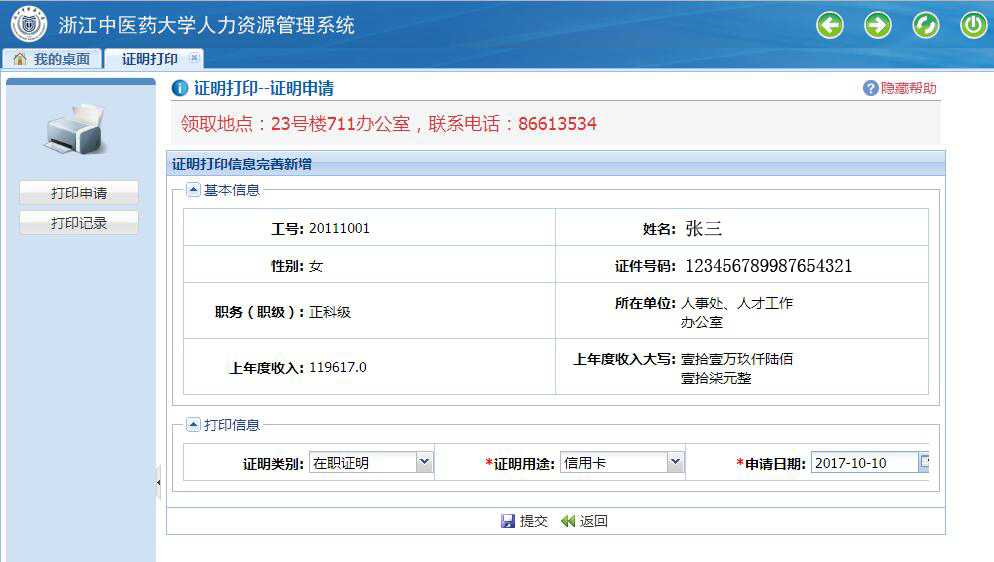 浙江中医药大学人力资源管理系统
我的桌面 证明打印
证明打印--证明申请 隐藏帮助
领取地点：23号楼711办公室，联系电话：86613534
打印申请
打印记录
证明打印信息完善新增
基本信息
工号: 20111001 姓名: 张三
性别: 女 证件号码: 123456789987654321
职务（职级）: 正科级 所在单位: 人事处、人才工作
办公室
上年度收入: 119617.0 上年度收入大写: 壹拾壹万玖仟陆佰
壹拾柒元整
打印信息
证明类别: 在职证明 *证明用途: 信用卡 *申请日期: 2017-10-10
提交 返回